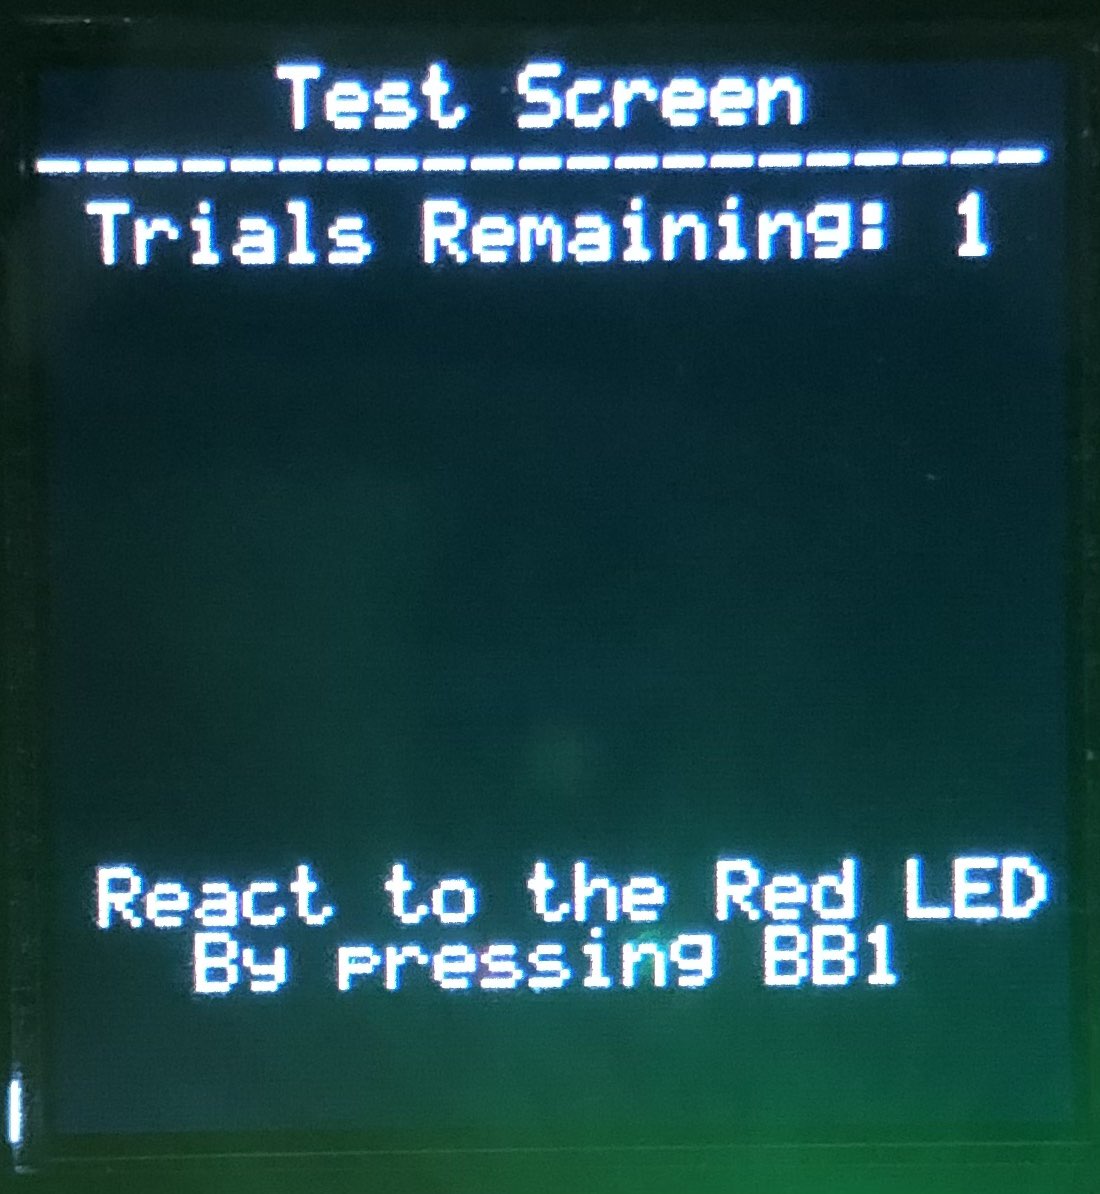 Test Screen
---------------------
Trials Remaining: 1
React to the Red LED
By pressing BB1